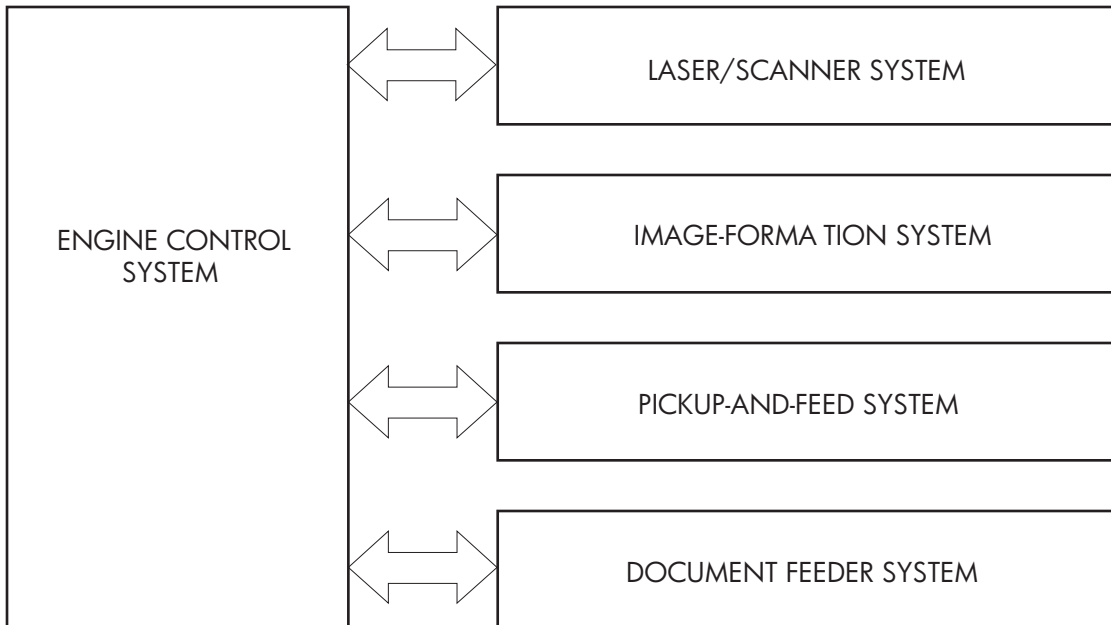 LASER/SCANNER SYSTEM
ENGINE CONTROL
SYSTEM
IMAGE-FORMA TION SYSTEM
PICKUP-AND-FEED SYSTEM
DOCUMENT FEEDER SYSTEM